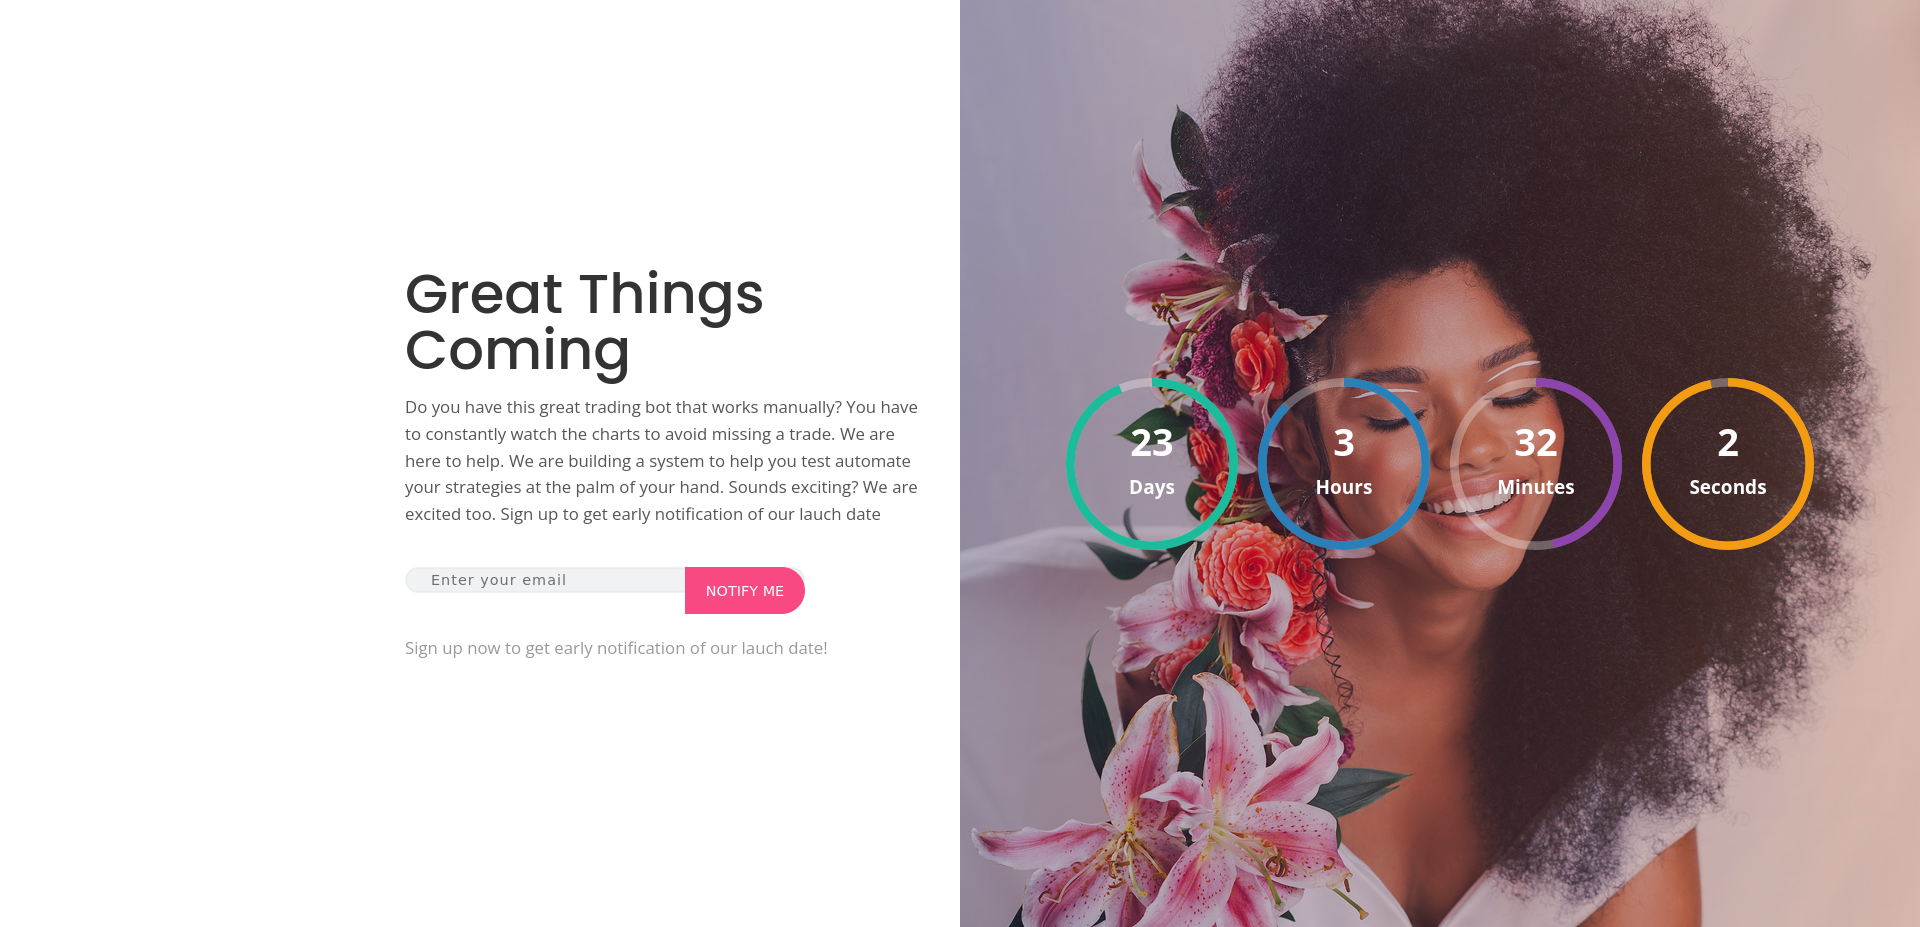 Great Things
Coming
Do you have this great trading bot that works manually? You have
to constantly watch the charts to avoid missing a trade. We are
here to help. We are building a system to help you test automate
your strategies at the palm of your hand. Sounds exciting? We are
excited too. Sign up to get early notification of our lauch date
Enter your email
NOTIFY ME
Sign up now to get early notification of our lauch date!
23 3 32 2
Days Hours Minutes Seconds